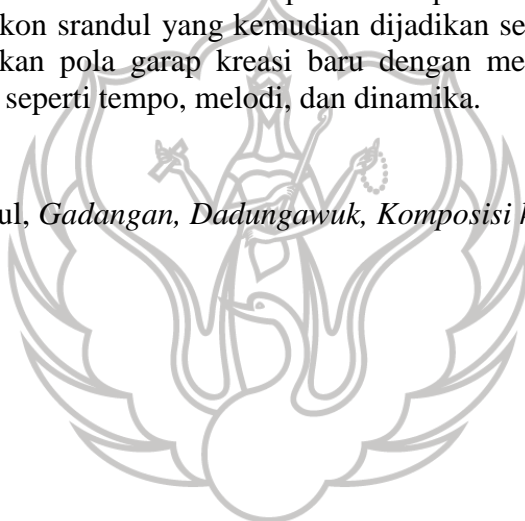 kon srandul yang kemudian dijadikan se
kan pola garap kreasi baru dengan me
seperti tempo, melodi, dan dinamika.
ul, Gadangan, Dadungawuk, Komposisi